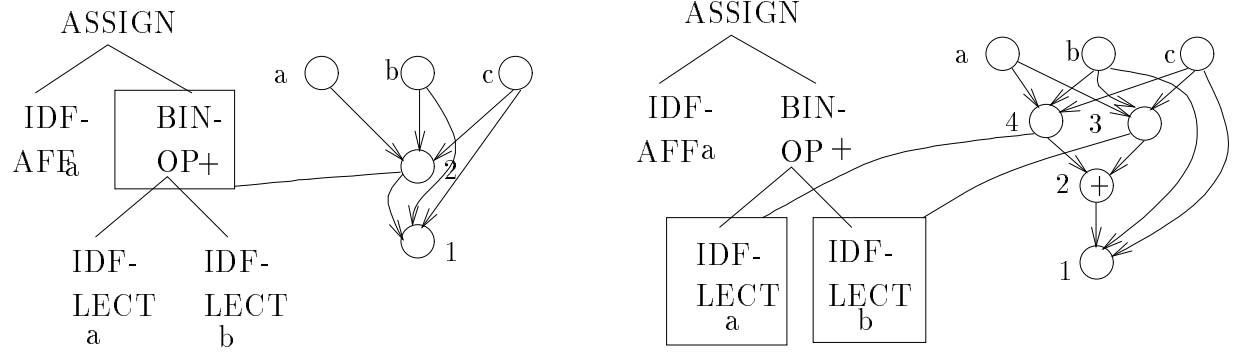 ASSIGN
a
b
c
IDF-
AFFa
BIN-
OP+
2
IDF-
LECT
a
IDF-
LECT
b
1
ASSIGN
a
b
c
IDF-
AFFa
BIN-
OP +
4
3
2
+
IDF-
LECT
a
IDF-
LECT
b
1